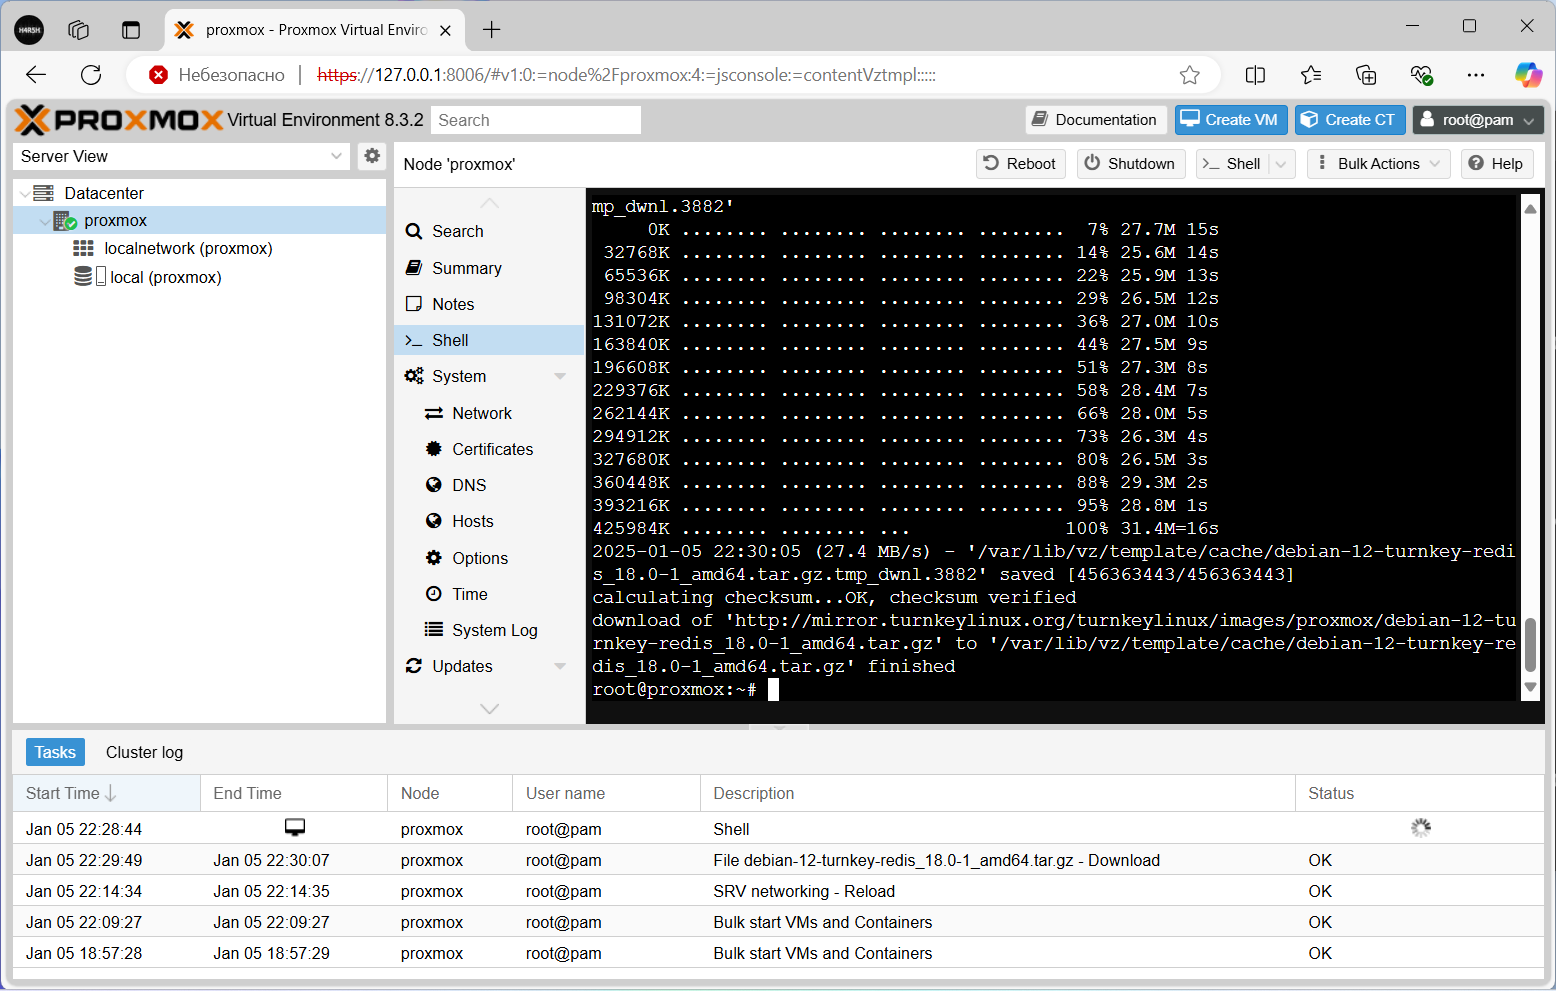 HARSH
proxmox - Proxmox Virtual Enviro
Небезопасно
https://127.0.0.1:8006/#v1:0:=node%2Fproxmox:4:=jsconsole:=contentVztmpl:::::
PROXMOX Virtual Environment 8.3.2
Search
Documentation
Create VM
Create CT
root@pam
Server View
Datacenter
proxmox
localnetwork (proxmox)
local (proxmox)
Node 'proxmox'
Reboot
Shutdown
Shell
Bulk Actions
Help
Search
Summary
Notes
Shell
System
Network
Certificates
DNS
Hosts
Options
Time
System Log
Updates
mp_dwnl.3882'
0K ........ ........ ........ ........ 7% 27.7M 15s
32768K ........ ........ ........ ........ 14% 25.6M 14s
65536K ........ ........ ........ ........ 22% 25.9M 13s
98304K ........ ........ ........ ........ 29% 26.5M 12s
131072K ........ ........ ........ ........ 36% 27.0M 10s
163840K ........ ........ ........ ........ 44% 27.5M 9s
196608K ........ ........ ........ ........ 51% 27.3M 8s
229376K ........ ........ ........ ........ 58% 28.4M 7s
262144K ........ ........ ........ ........ 66% 28.0M 5s
294912K ........ ........ ........ ........ 73% 26.3M 4s
327680K ........ ........ ........ ........ 80% 26.5M 3s
360448K ........ ........ ........ ........ 88% 29.3M 2s
393216K ........ ........ ........ ........ 95% 28.8M 1s
425984K ........ ........ ... 100% 31.4M=16s
2025-01-05 22:30:05 (27.4 MB/s) - '/var/lib/vz/template/cache/debian-12-turnkey-redi
s_18.0-1_amd64.tar.gz.tmp_dwnl.3882' saved [456363443/456363443]
calculating checksum...OK, checksum verified
download of 'http://mirror.turnkeylinux.org/turnkeylinux/images/proxmox/debian-12-tu
rnkey-redis_18.0-1_amd64.tar.gz' to '/var/lib/vz/template/cache/debian-12-turnkey-re
dis_18.0-1_amd64.tar.gz' finished
root@proxmox:~#
Tasks
Cluster log
Start Time End Time Node User name Description Status
Jan 05 22:28:44 proxmox root@pam Shell
Jan 05 22:29:49 Jan 05 22:30:07 proxmox root@pam File debian-12-turnkey-redis_18.0-1_amd64.tar.gz - Download OK
Jan 05 22:14:34 Jan 05 22:14:35 proxmox root@pam SRV networking - Reload OK
Jan 05 22:09:27 Jan 05 22:09:27 proxmox root@pam Bulk start VMs and Containers OK
Jan 05 18:57:28 Jan 05 18:57:29 proxmox root@pam Bulk start VMs and Containers OK